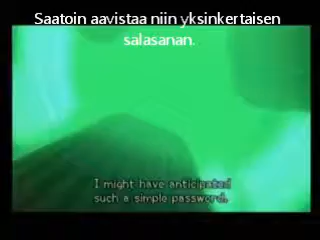 Saatoin aavistaa niin yksinkertaisen
salasanan.
I might have anticipated
such a simple password.